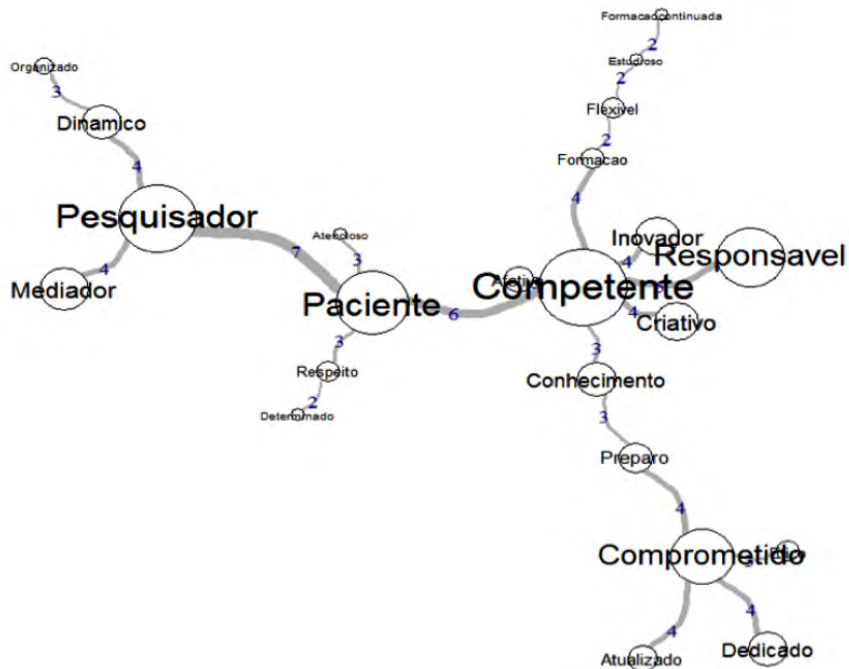 Formacaocontinuada
2
Organizado
Estudioso
3
2
Dinamico
Flexivel
2
4
Formacao
4
Pesquisador
Atencioso
Inovador
7
3
4
Responsavel
4
Mediador
Afetivo
Competente
Paciente
6
4
Criativo
3
3
Respeito
Conhecimento
2
Determinado
3
Preparo
4
Comprometido
4
4
Atualizado
Dedicado